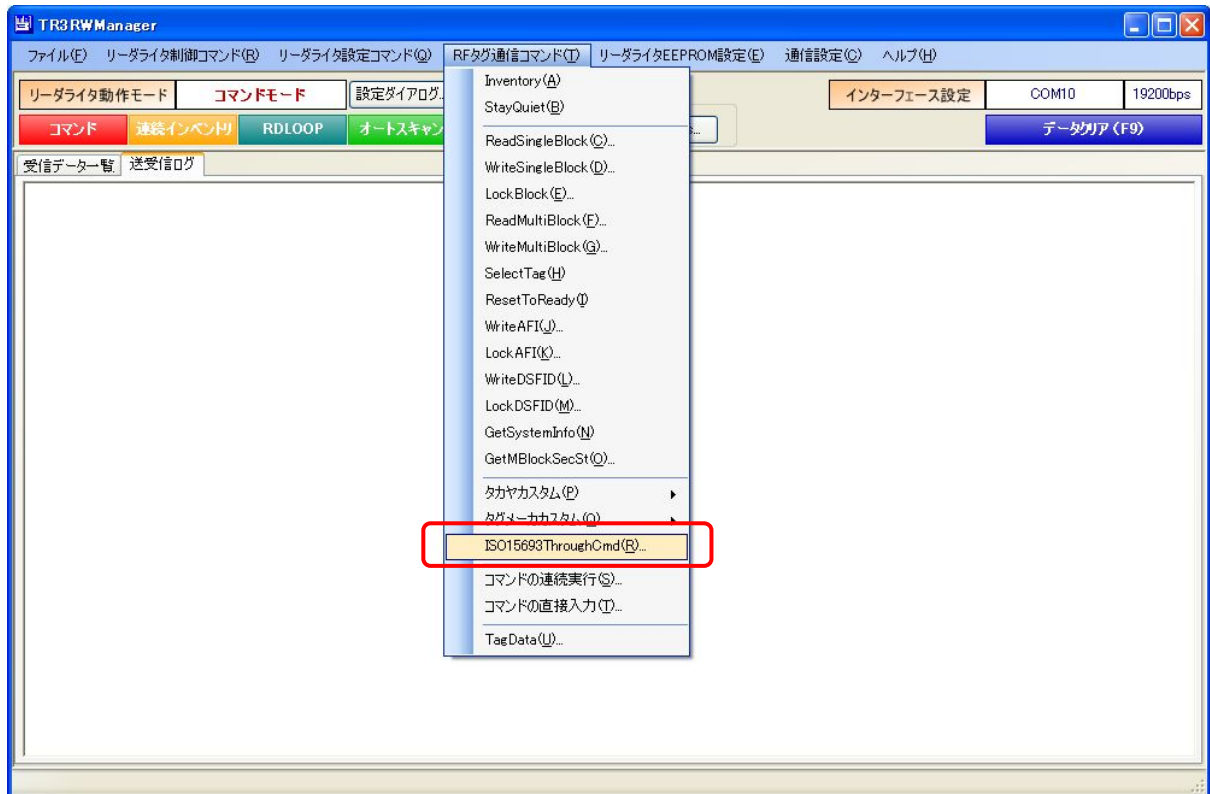 TR3RWManager
ファイル(F) リーダライタ制御コマンド(R) リーダライタ設定コマンド(Q) RFタグ通信コマンド(T) リーダライタEEPROM設定(E) 通信設定(C) ヘルプ(H)
リーダライタ動作モード コマンドモード 設定ダイアログ インターフェース設定 COM10 19200bps
コマンド 連続インベントリ RDLOOP オートスキャン データクリア(F9)
受信データ一覧 送受信ログ
Inventory(A)
StayQuiet(B)
ReadSingleBlock(C)...
WriteSingleBlock(D)...
LockBlock(E)...
ReadMultiBlock(F)...
WriteMultiBlock(G)...
SelectTag(H)
ResetToReady(I)
WriteAFI(J)...
LockAFI(K)...
WriteDSFID(L)...
LockDSFID(M)...
GetSystemInfo(N)
GetMBlockSecSt(O)...
タカヤカスタム(P)
タグメーカカスタム(Q)
ISO15693ThroughCmd(R)...
コマンドの連続実行(S)...
コマンドの直接入力(T)...
TagData(U)...